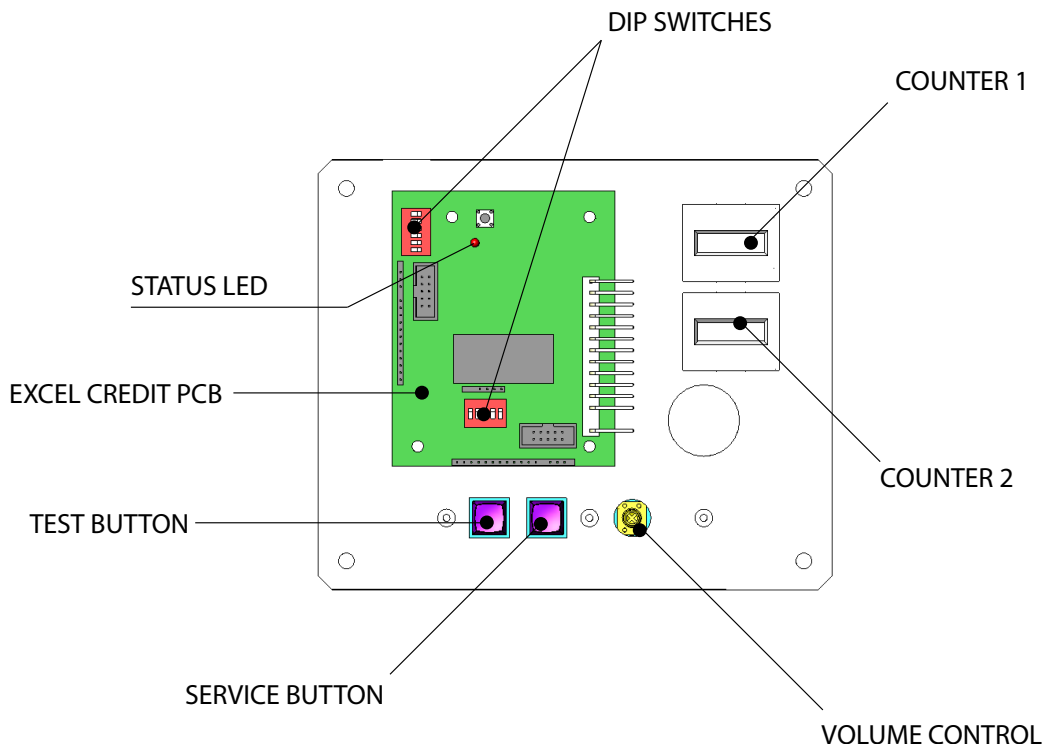 DIP SWITCHES
COUNTER 1
STATUS LED
EXCEL CREDIT PCB
COUNTER 2
TEST BUTTON
SERVICE BUTTON
VOLUME CONTROL